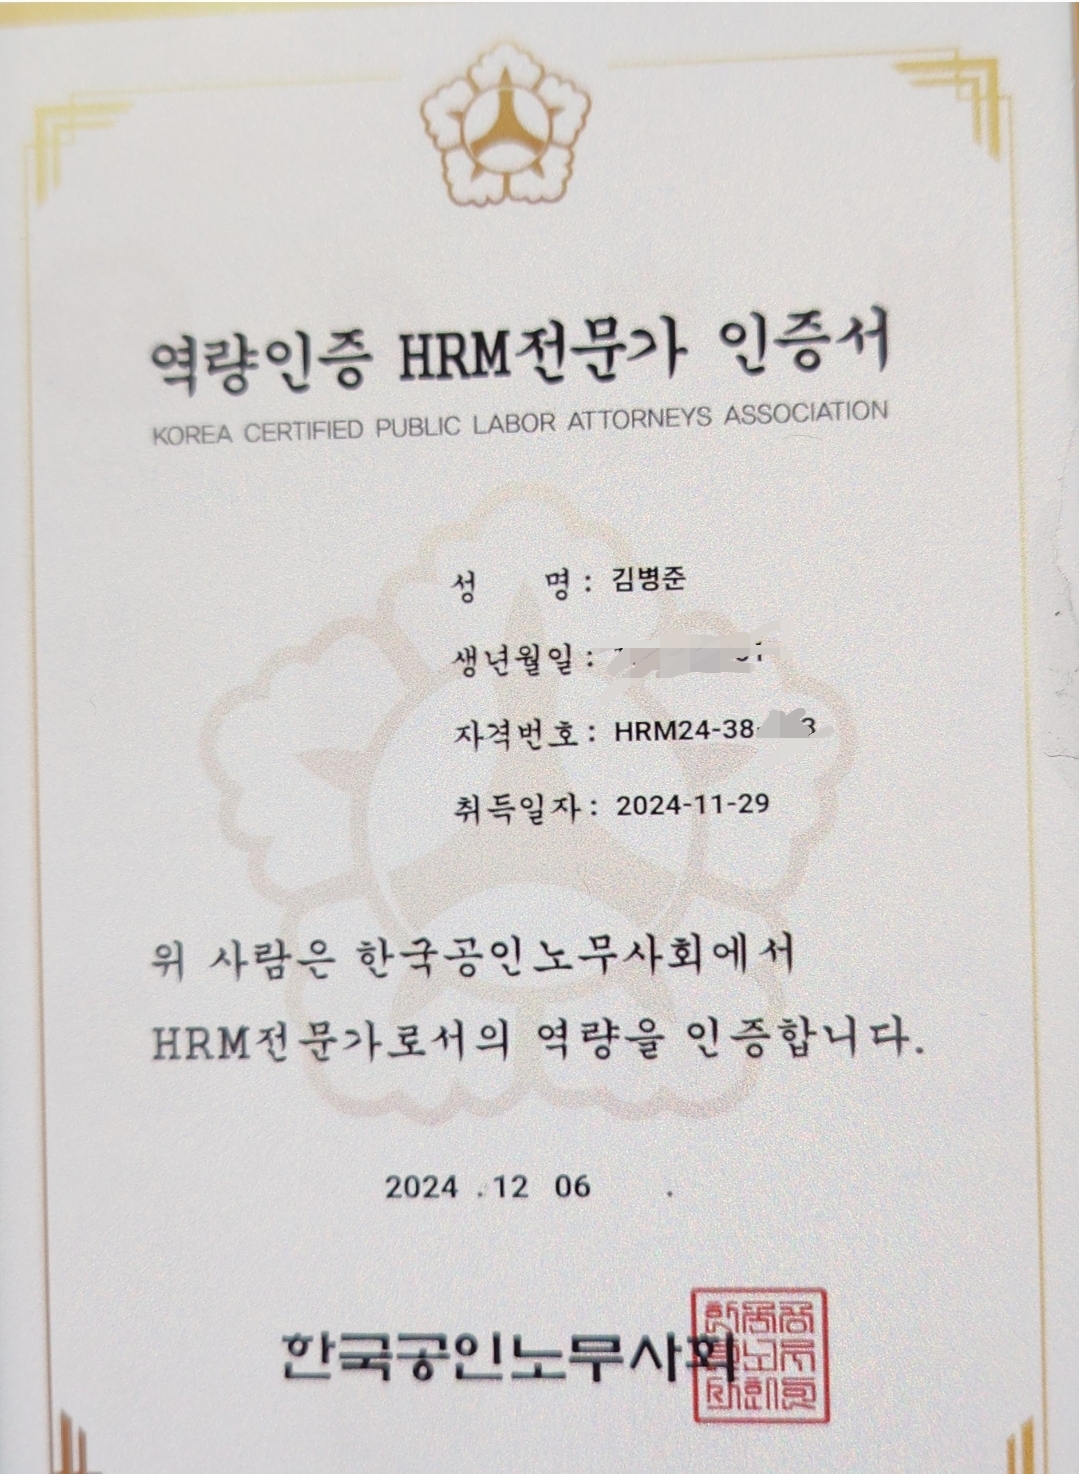 역량인증 HRM전문가 인증서
KOREA CERTIFIED PUBLIC LABOR ATTORNEYS ASSOCIATION
성 명 : 김병준
생년월일 :
자격번호 : HRM24-38-
취득일자 : 2024-11-29
위 사람은 한국공인노무사회에서
HRM전문가로서의 역량을 인증합니다.
2024 . 12 06 .
한국공인노무사회